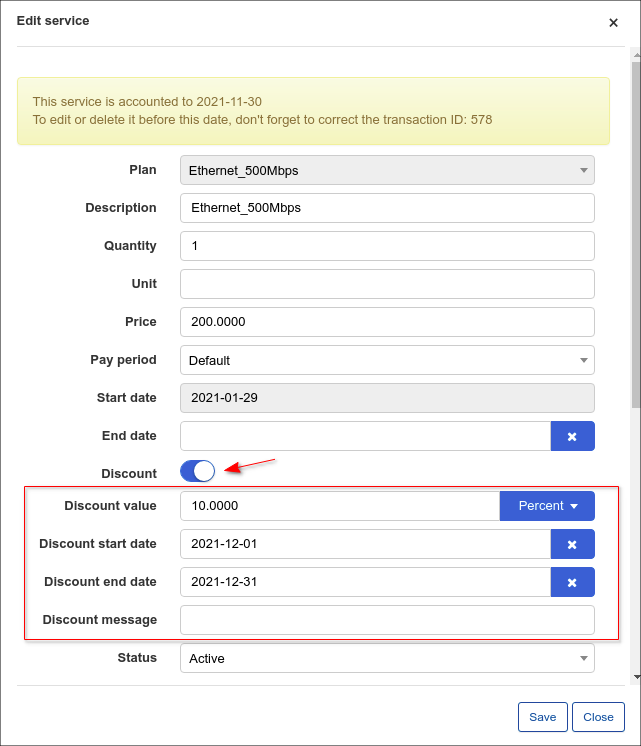 Edit service
×
This service is accounted to 2021-11-30
To edit or delete it before this date, don't forget to correct the transaction ID: 578
Plan Ethernet_500Mbps
Description Ethernet_500Mbps
Quantity 1
Unit
Price 200.0000
Pay period Default
Start date 2021-01-29
End date
Discount
Discount value 10.0000 Percent
Discount start date 2021-12-01
Discount end date 2021-12-31
Discount message
Status Active
Save Close